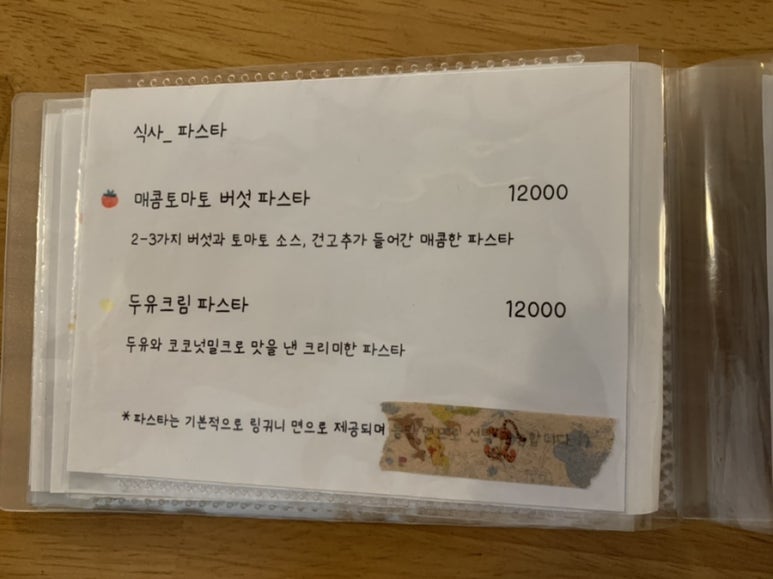 식사_ 파스타
매콤토마토 버섯 파스타 12000
2-3가지 버섯과 토마토 소스, 건고추가 들어간 매콤한 파스타
두유크림 파스타 12000
두유와 코코넛밀크로 맛을 낸 크리미한 파스타
*파스타는 기본적으로 링귀니 면으로 제공되며